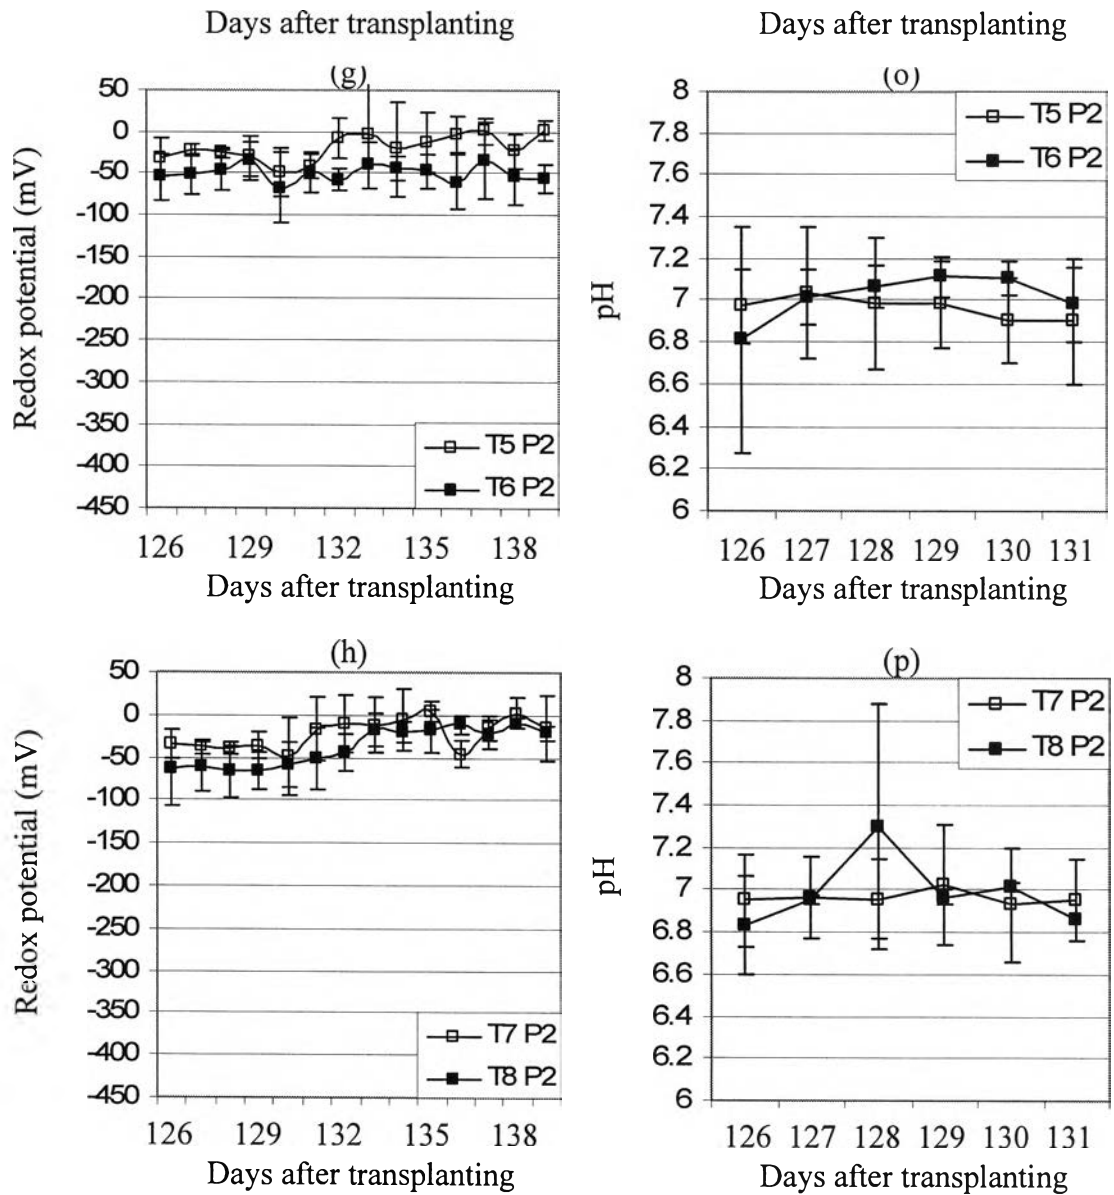 Days after transplanting
Days after transplanting
(g)
50
0
-50
-100
-150
-200
-250
-300
-350
-400
-450
Redox potential (mV)
T5 P2
T6 P2
126 129 132 135 138
Days after transplanting
(o)
8
7.8
7.6
7.4
7.2
7
6.8
6.6
6.4
6.2
6
pH
T5 P2
T6 P2
126 127 128 129 130 131
Days after transplanting
(h)
50
0
-50
-100
-150
-200
-250
-300
-350
-400
-450
Redox potential (mV)
T7 P2
T8 P2
126 129 132 135 138
Days after transplanting
(p)
8
7.8
7.6
7.4
7.2
7
6.8
6.6
6.4
6.2
6
pH
T7 P2
T8 P2
126 127 128 129 130 131
Days after transplanting